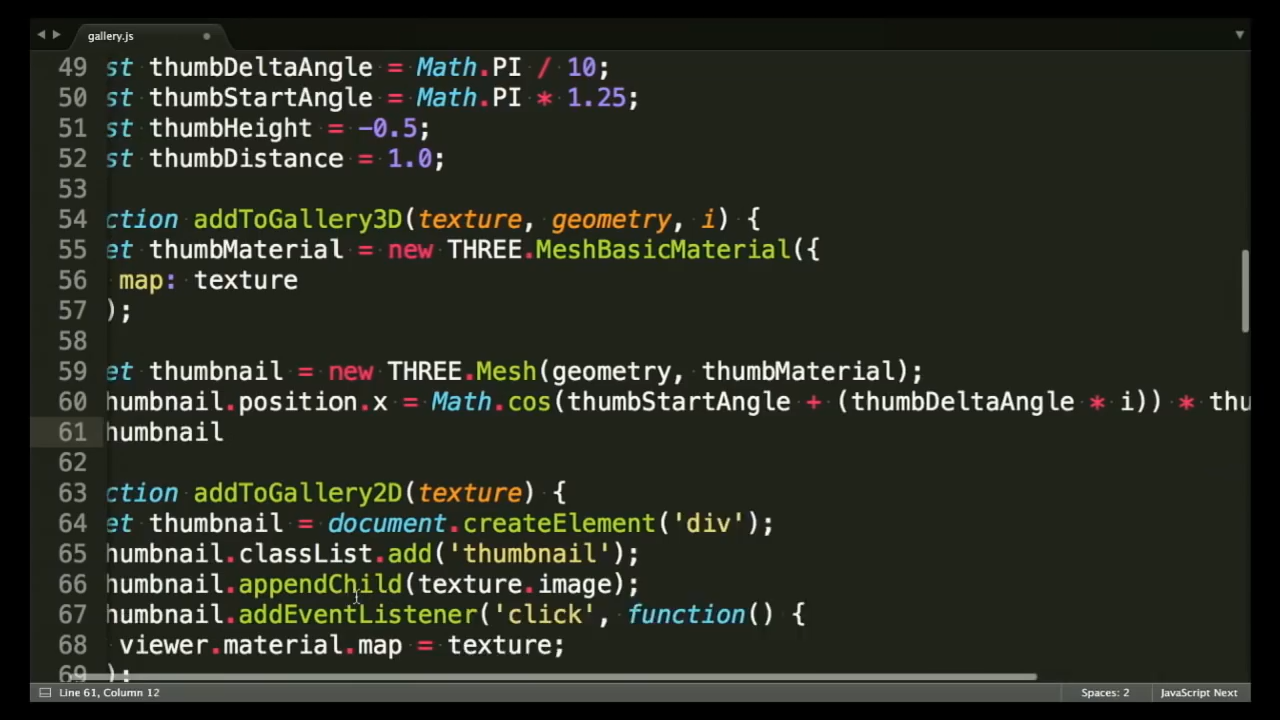 gallery.js
49 st thumbDeltaAngle = Math.PI / 10;
50 st thumbStartAngle = Math.PI * 1.25;
51 st thumbHeight = -0.5;
52 st thumbDistance = 1.0;
53
54 ction addToGallery3D(texture, geometry, i) {
55 et thumbMaterial = new THREE.MeshBasicMaterial({
56 map: texture
57 );
58
59 et thumbnail = new THREE.Mesh(geometry, thumbMaterial);
60 humbnail.position.x = Math.cos(thumbStartAngle + (thumbDeltaAngle * i)) * thu
61 humbnail
62
63 ction addToGallery2D(texture) {
64 et thumbnail = document.createElement('div');
65 humbnail.classList.add('thumbnail');
66 humbnail.appendChild(texture.image);
67 humbnail.addEventListener('click', function() {
68 viewer.material.map = texture;
69 );
Line 61, Column 12 Spaces: 2 JavaScript Next